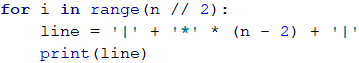 for i in range(n // 2):
    line = '|' + '*' * (n - 2) + '|'
    print(line)